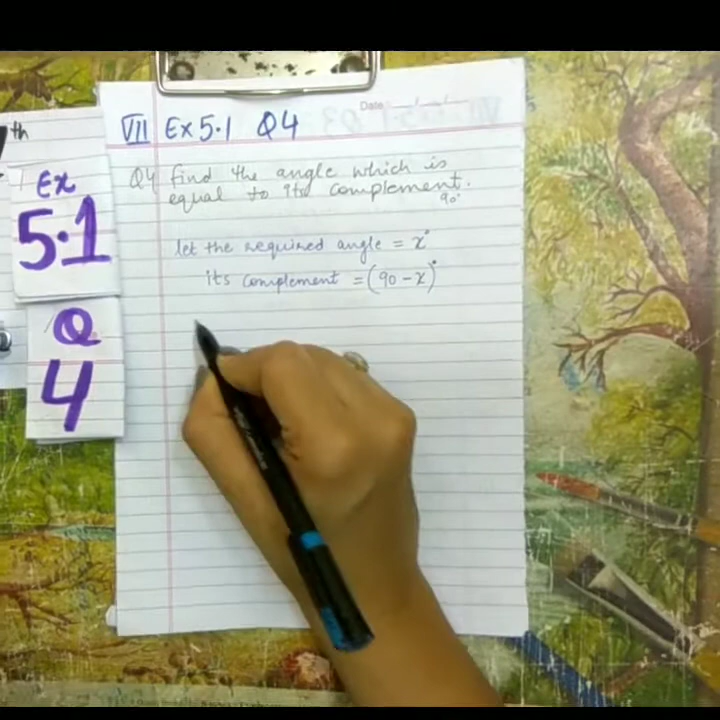 th
Ex
5.1
Q
4
Date
VII Ex 5.1 Q4
Q4 find the angle which is
equal to its complement.
90°
let the required angle = x°
its complement = (90 - x)°